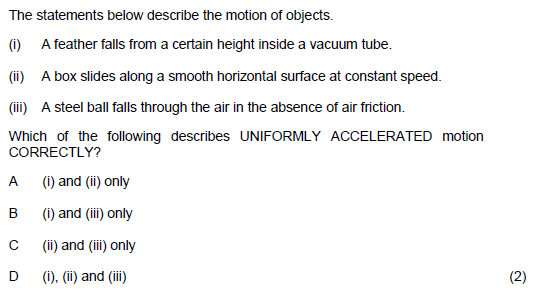 The statements below describe the motion of objects.
(i) A feather falls from a certain height inside a vacuum tube.
(ii) A box slides along a smooth horizontal surface at constant speed.
(iii) A steel ball falls through the air in the absence of air friction.
Which of the following describes UNIFORMLY ACCELERATED motion
CORRECTLY?
A (i) and (ii) only
B (i) and (iii) only
C (ii) and (iii) only
D (i), (ii) and (iii) (2)